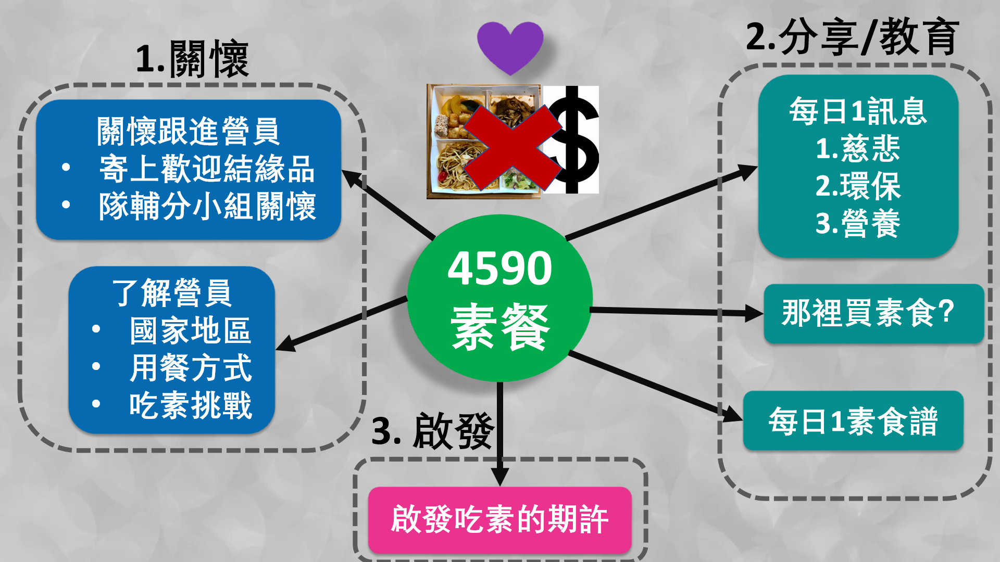 1.關懷
關懷跟進營員
• 寄上歡迎結緣品
• 隊輔分小組關懷
了解營員
• 國家地區
• 用餐方式
• 吃素挑戰
$
4590
素餐
2.分享/教育
每日1訊息
1.慈悲
2.環保
3.營養
那裡買素食?
每日1素食譜
3. 啟發
啟發吃素的期許